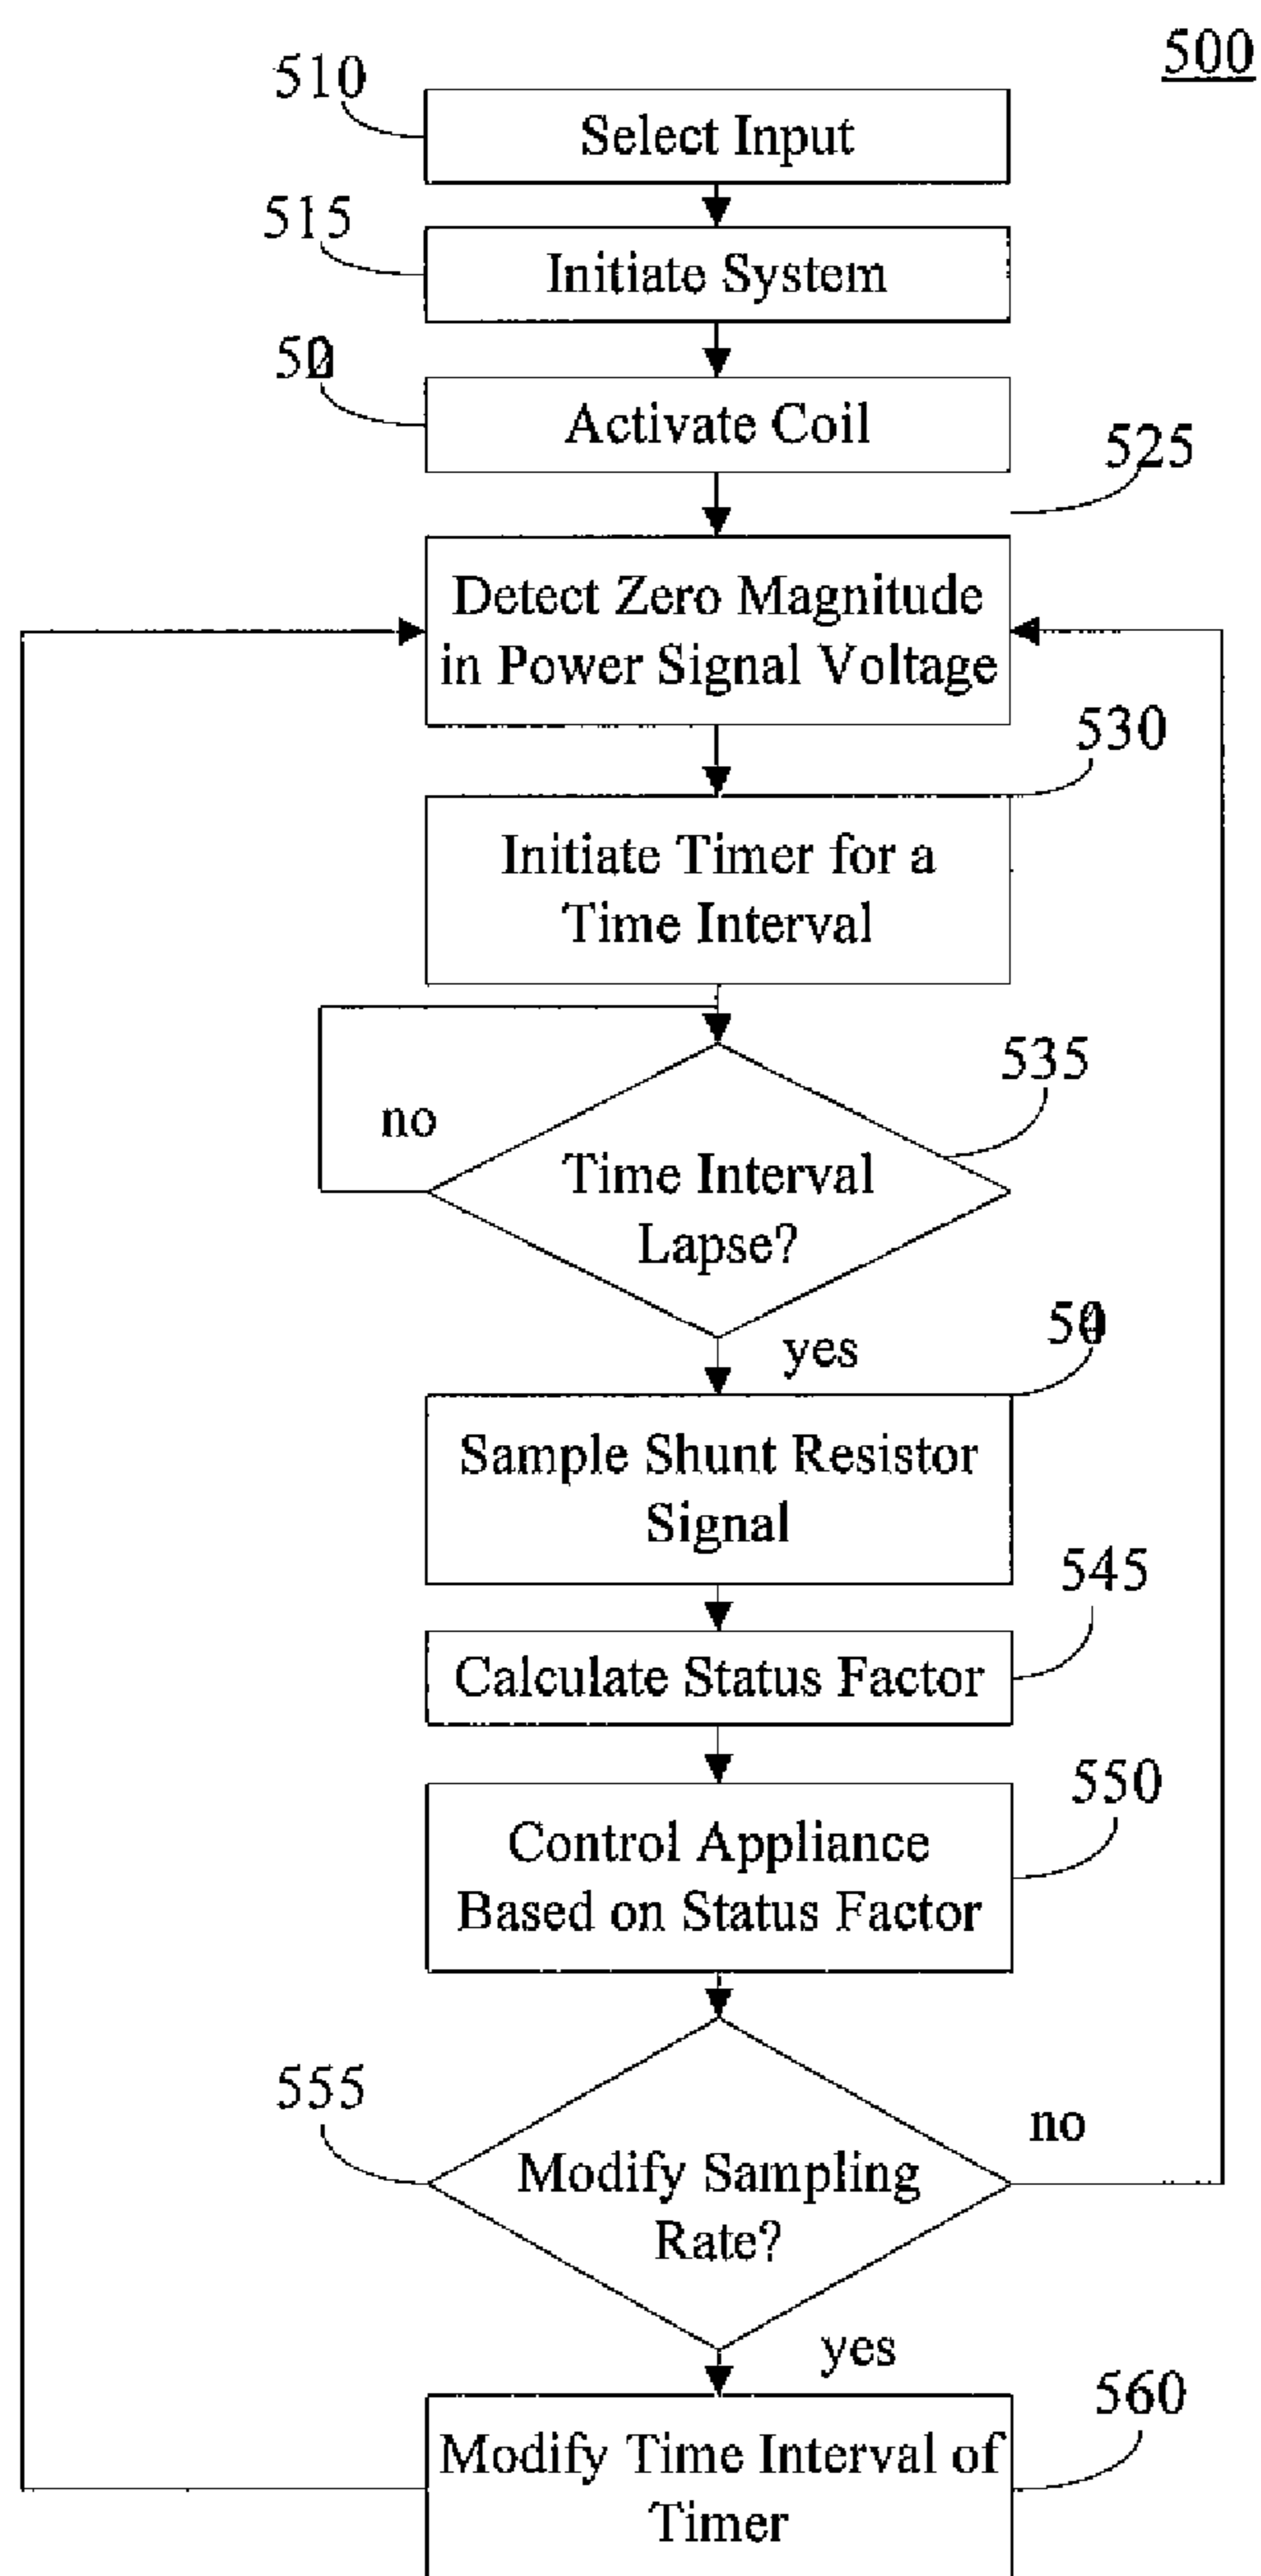 500
510
Select Input
515
Initiate System
Activate Coil
525
Detect Zero Magnitude
in Power Signal Voltage
530
Initiate Timer for a
Time Interval
535
no
Time Interval
Lapse?
yes
Sample Shunt Resistor
Signal
545
Calculate Status Factor
550
Control Appliance
Based on Status Factor
555
no
Modify Sampling
Rate?
yes
560
Modify Time Interval of
Timer